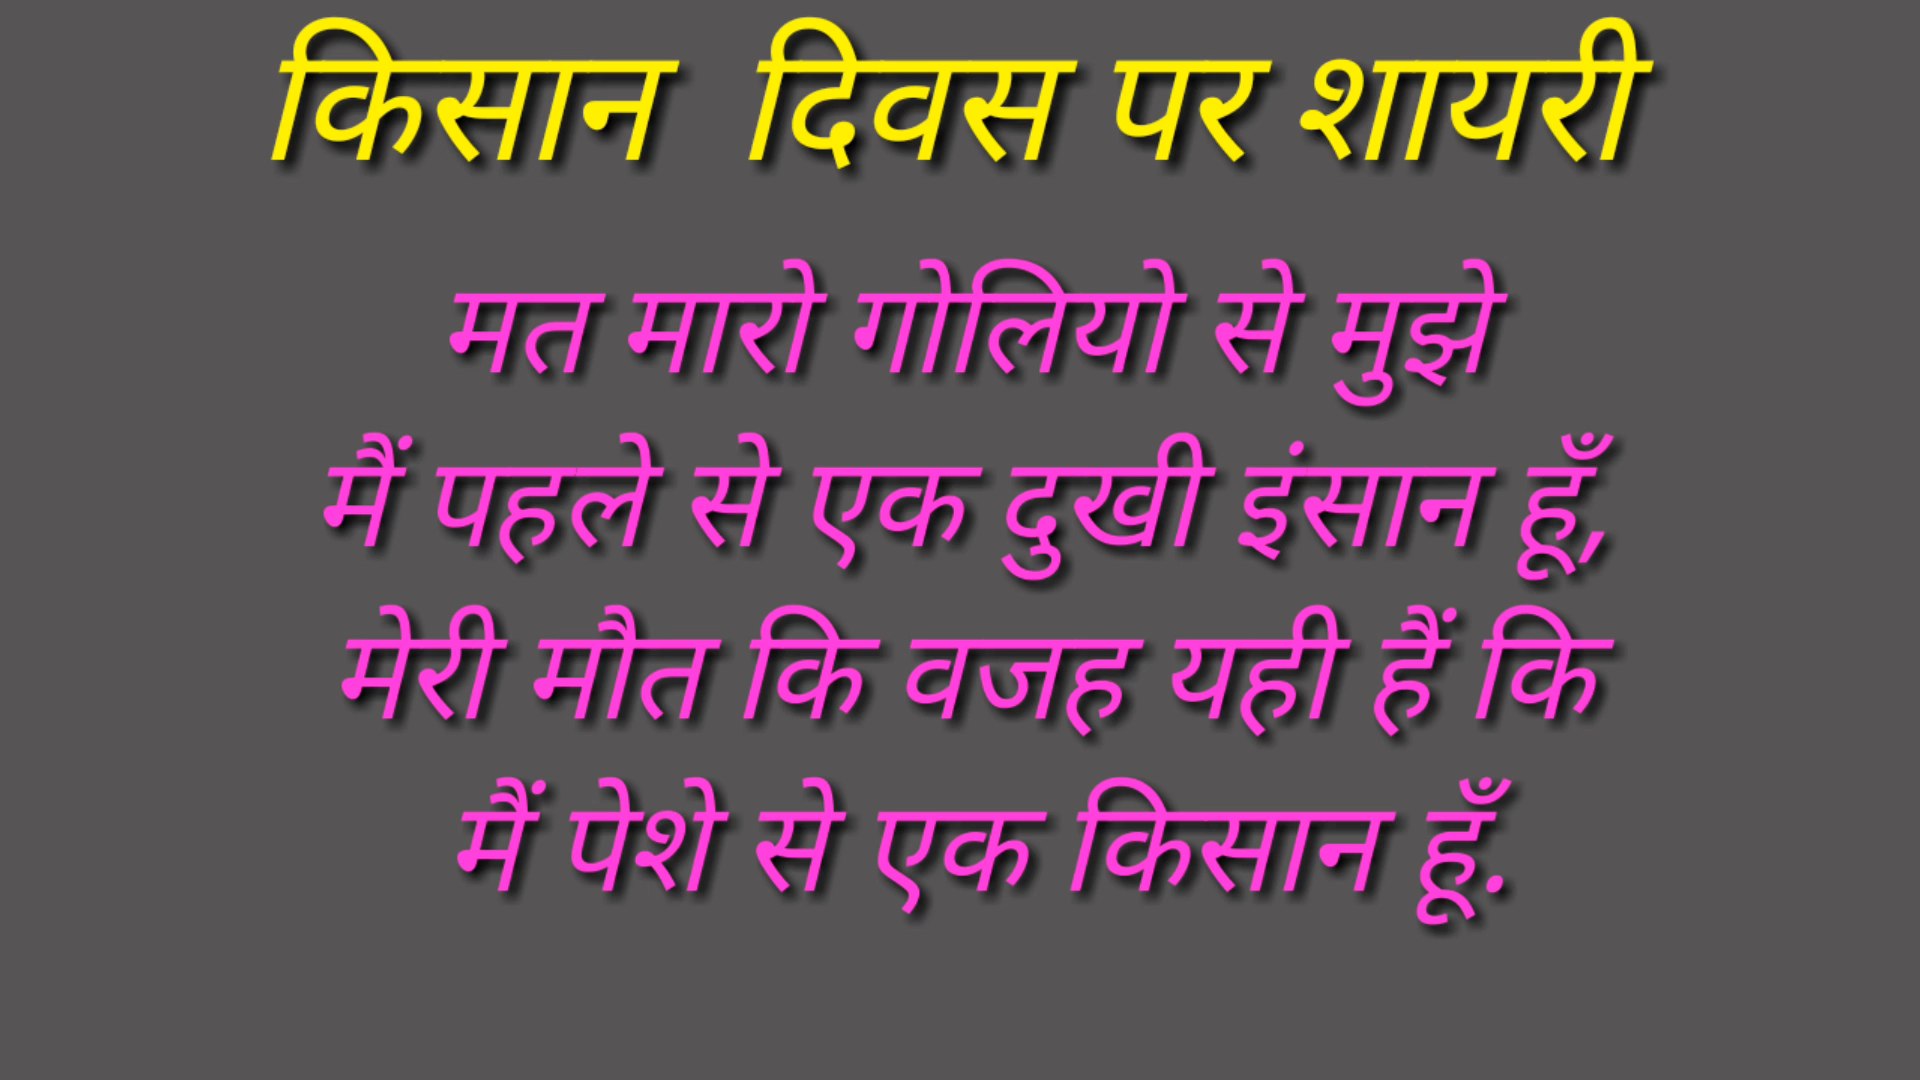 किसान दिवस पर शायरी
मत मारो गोलियो से मुझे
मैं पहले से एक दुखी इंसान हूँ,
मेरी मौत कि वजह यही हैं कि
मैं पेशे से एक किसान हूँ.